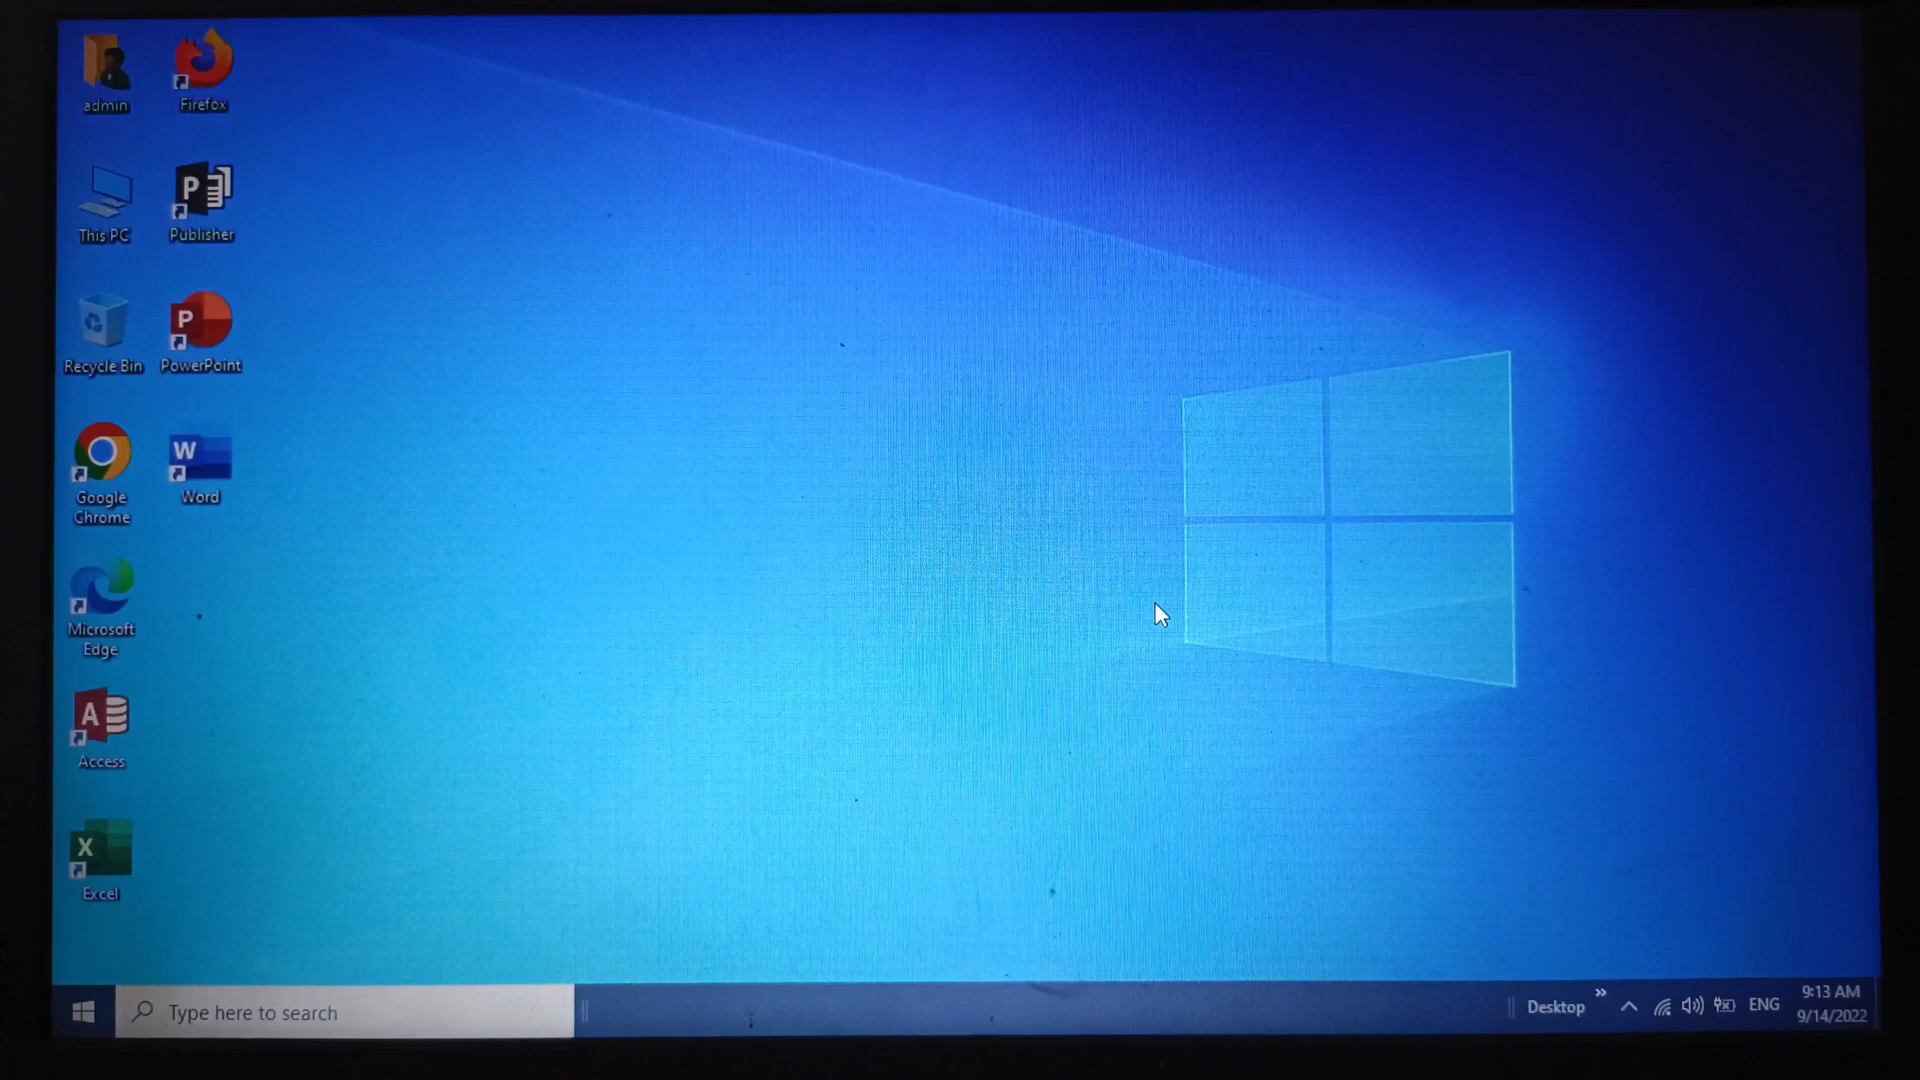 admin
Firefox
This PC
Publisher
Recycle Bin
PowerPoint
Google
Chrome
Word
Microsoft
Edge
Access
Excel
Type here to search
Desktop
ENG
9:13 AM
9/14/2022